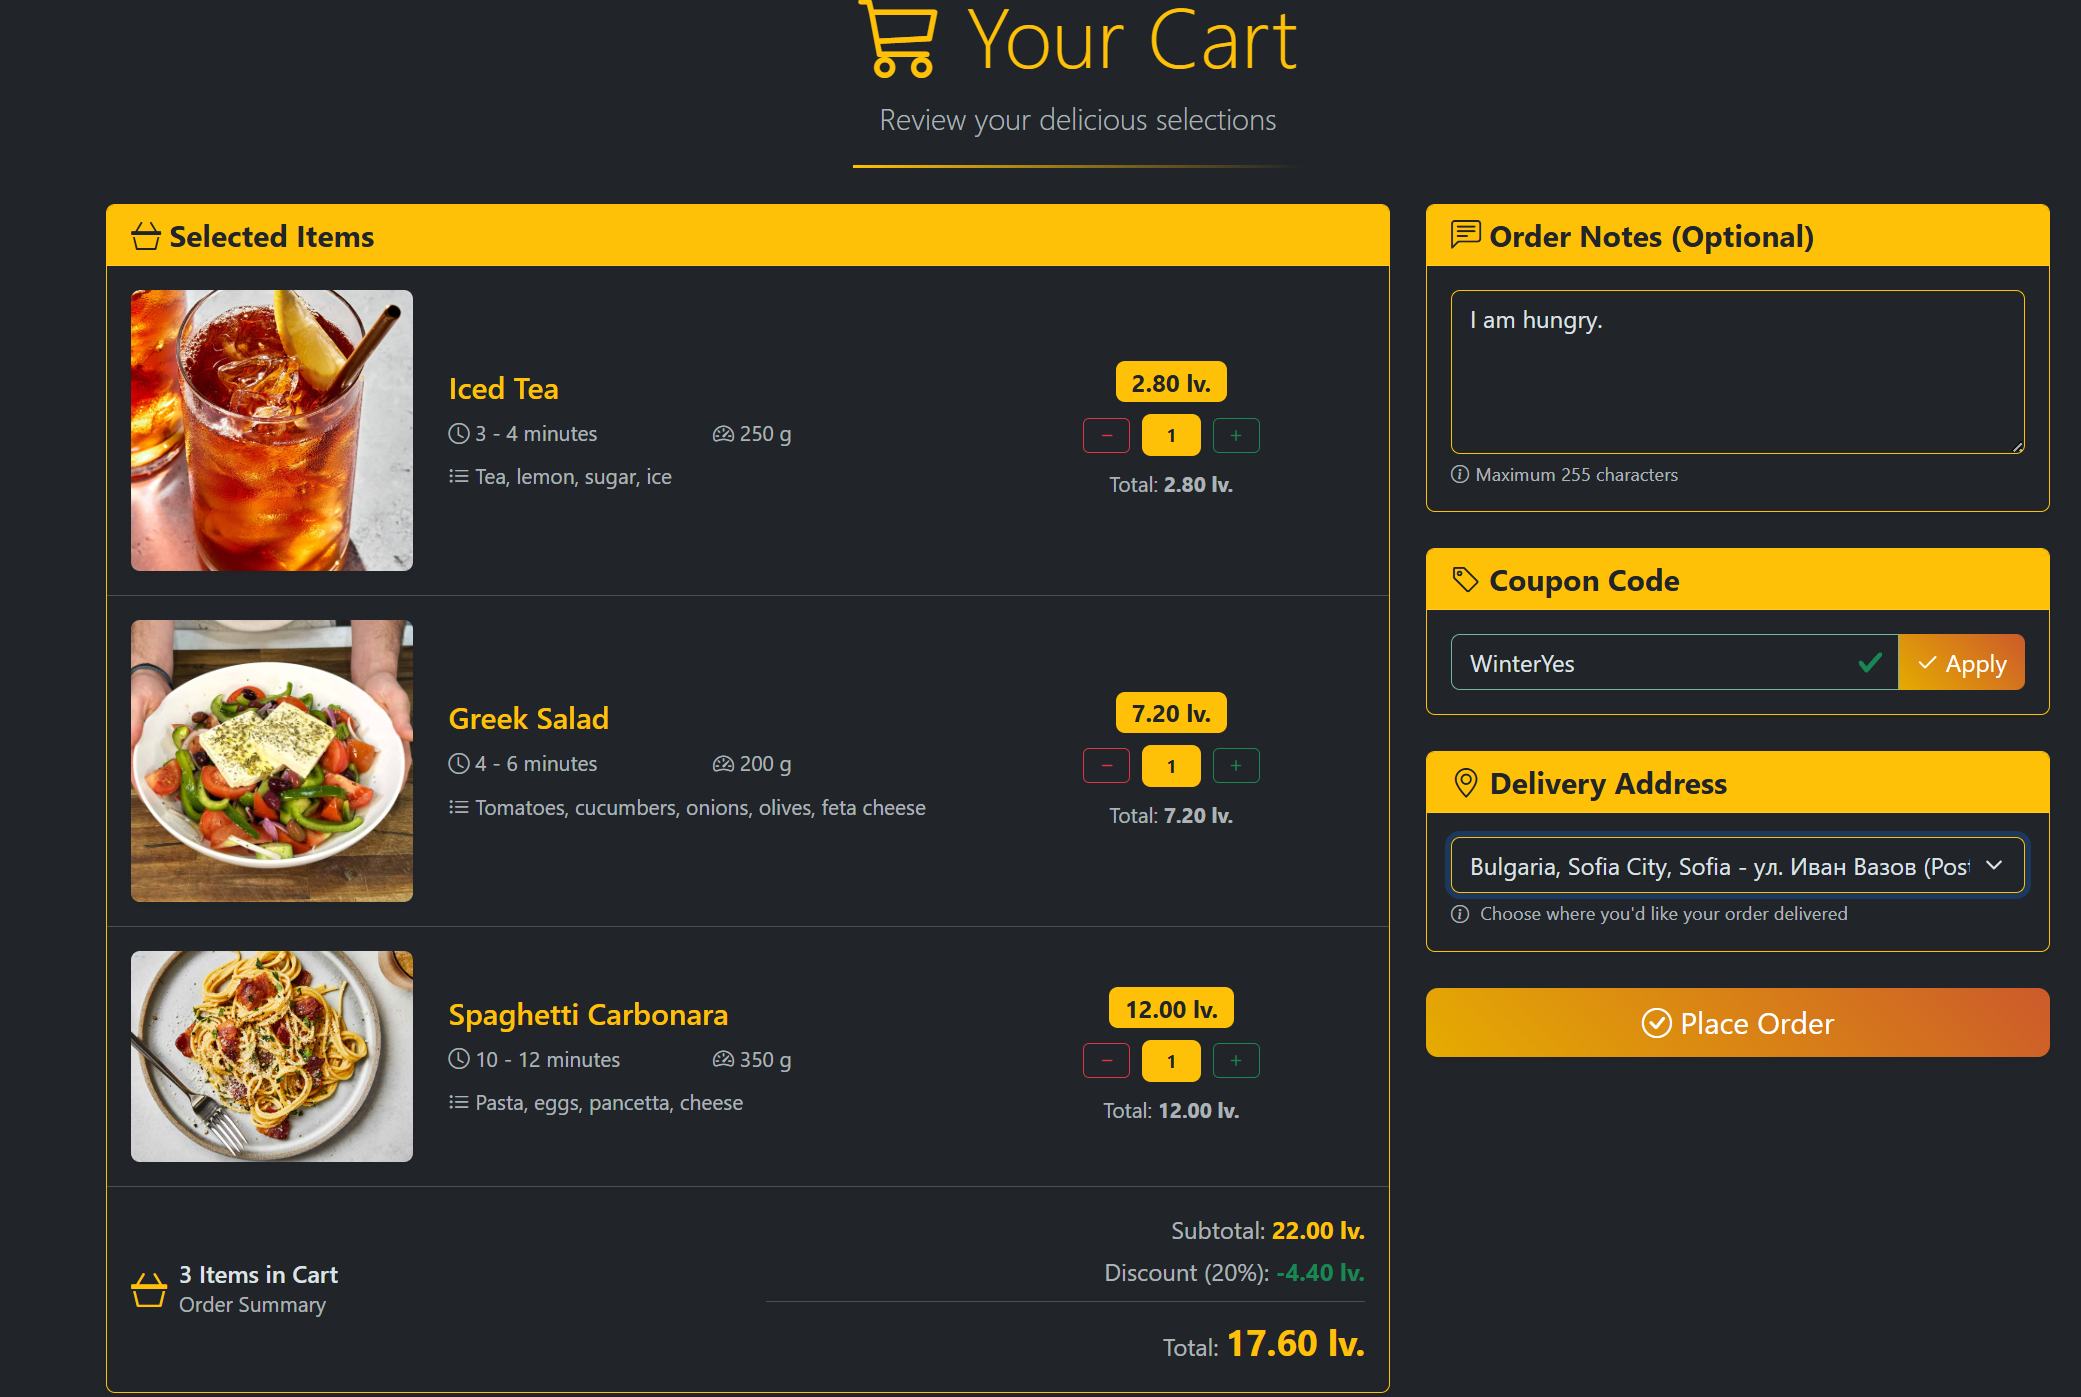 Your Cart
Review your delicious selections
Selected Items
Iced Tea
3 - 4 minutes
250 g
Tea, lemon, sugar, ice
2.80 lv.
1
Total: 2.80 lv.
Greek Salad
4 - 6 minutes
200 g
Tomatoes, cucumbers, onions, olives, feta cheese
7.20 lv.
1
Total: 7.20 lv.
Spaghetti Carbonara
10 - 12 minutes
350 g
Pasta, eggs, pancetta, cheese
12.00 lv.
1
Total: 12.00 lv.
3 Items in Cart
Order Summary
Subtotal: 22.00 lv.
Discount (20%): -4.40 lv.
Total: 17.60 lv.
Order Notes (Optional)
I am hungry.
Maximum 255 characters
Coupon Code
WinterYes
Apply
Delivery Address
Bulgaria, Sofia City, Sofia - ул. Иван Вазов (Post
Choose where you'd like your order delivered
Place Order